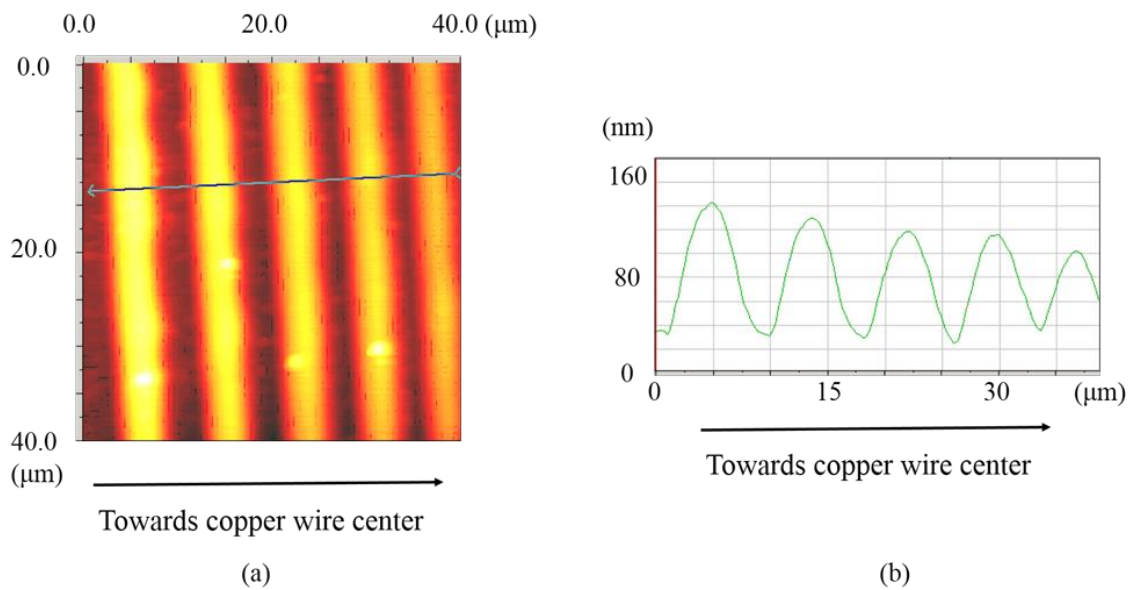 0.0 20.0 40.0 (μm)
0.0
20.0
40.0
(μm)
Towards copper wire center
(a)
(nm)
160
80
0
0 15 30 (μm)
Towards copper wire center
(b)